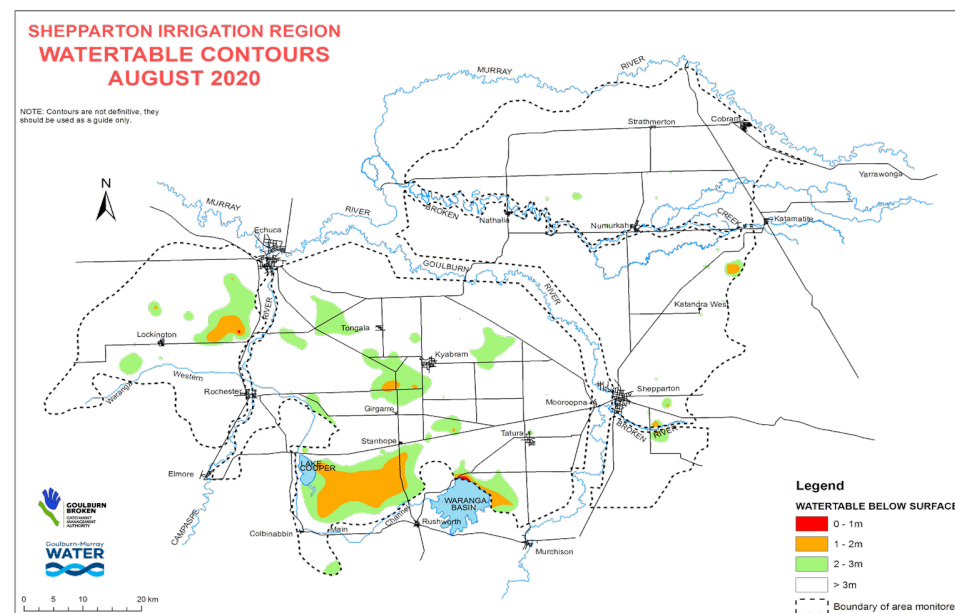 SHEPPARTON IRRIGATION REGION
WATERTABLE CONTOURS
AUGUST 2020
NOTE: Contours are not definitive, they
should be used as a guide only.
N
MURRAY
RIVER
Strathmerton
Cobram
Yarrawonga
MURRAY
RIVER
BROKEN
CREEK
Nathalia
Numurkah
Katamatite
Echuca
GOULBURN
RIVER
RIVER
Katandra West
Lockington
Tongala
Kyabram
Waranga
Western
Rochester
Girgarre
Mooroopna
Shepparton
BROKEN
RIVER
Stanhope
Tatura
Elmore
LAKE
COOPER
WARANGA
BASIN
CAMPASPE
Colbinabbin
Main
Channel
Rushworth
Murchison
GOULBURN
BROKEN
CATCHMENT
MANAGEMENT
AUTHORITY
Goulburn-Murray
WATER
0 5 10 20 km
Legend
WATERTABLE BELOW SURFACE
0 - 1m
1 - 2m
2 - 3m
> 3m
Boundary of area monitore